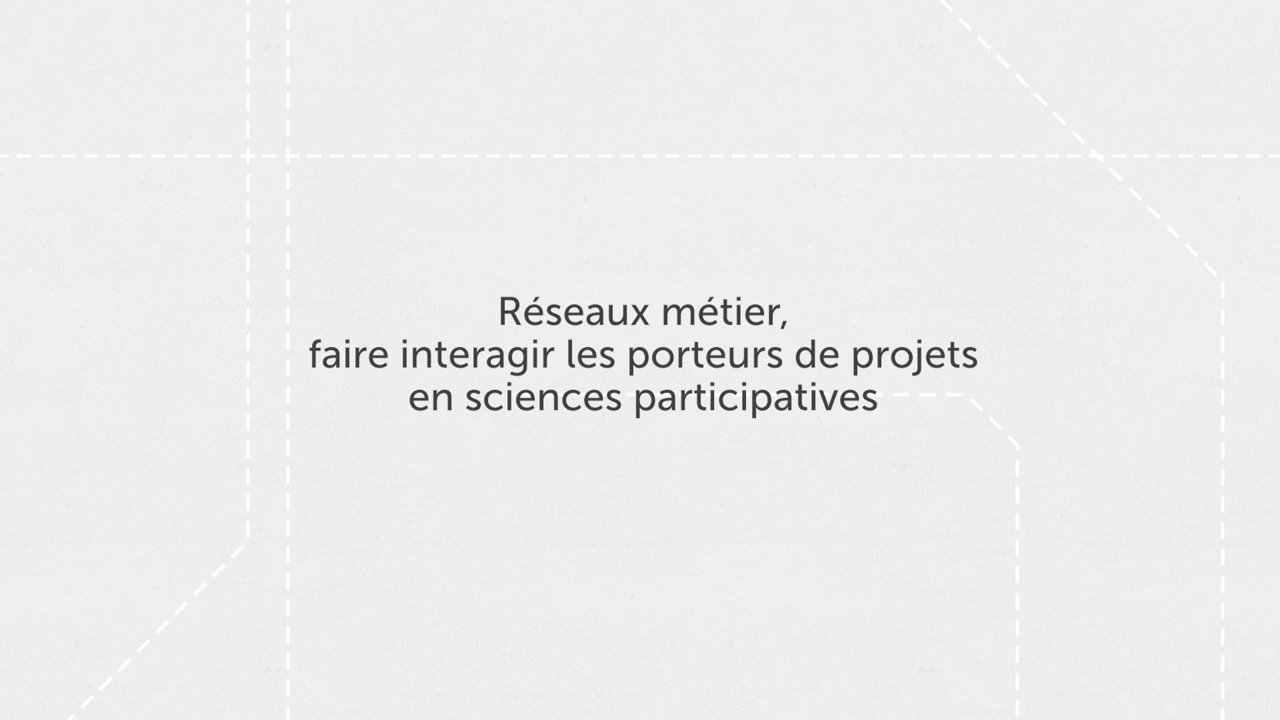 Réseaux métier,
faire interagir les porteurs de projets
en sciences participatives